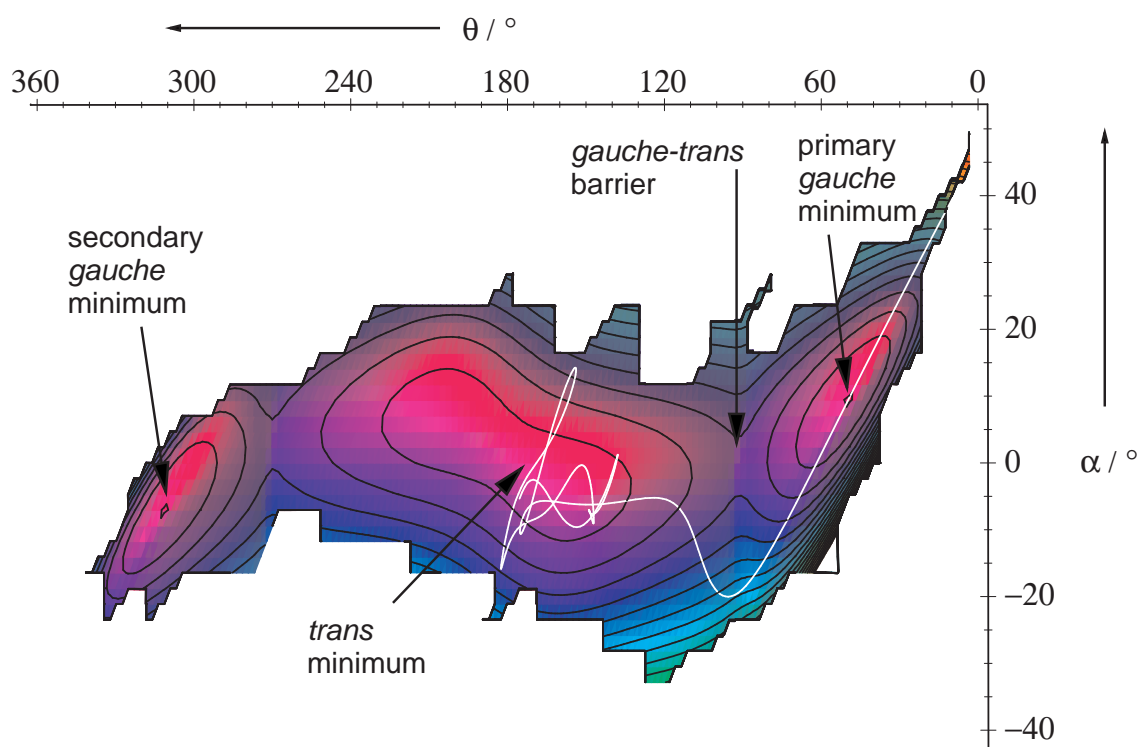 θ / °
360 300 240 180 120 60 0
gauche-trans
barrier
primary
gauche
minimum
40
secondary
gauche
minimum
20
0
α / °
trans
minimum
−20
−40